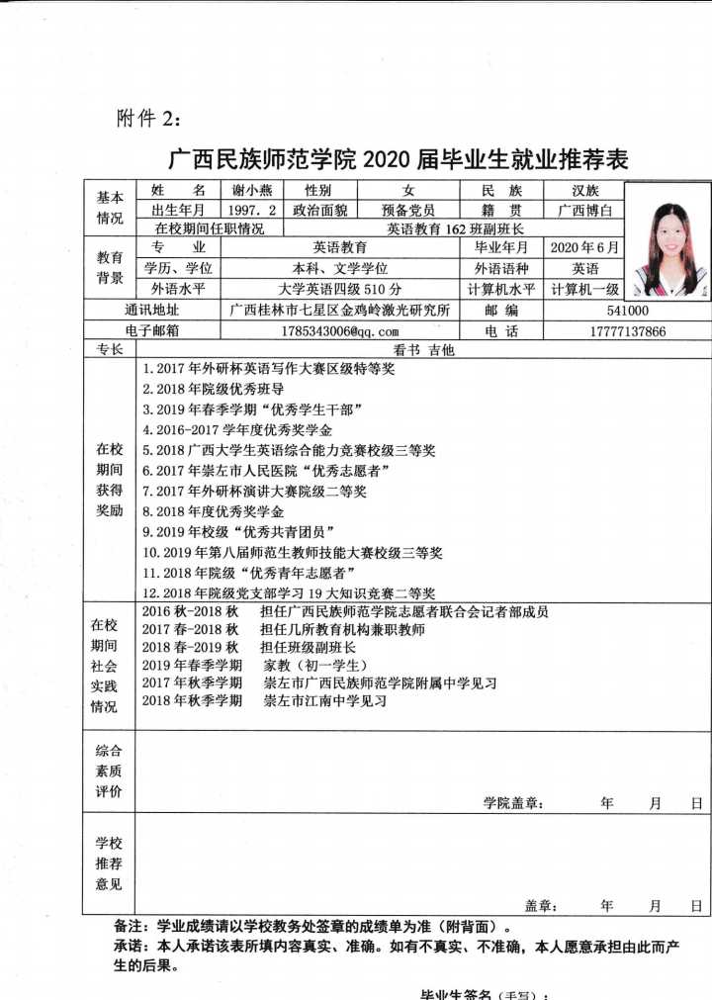 附件 2：
广西民族师范学院 2020 届毕业生就业推荐表
基本情况 姓 名 谢小燕 性别 女 民 族 汉族
出生年月 1997．2 政治面貌 预备党员 籍 贯 广西博白
在校期间任职情况 英语教育 162 班副班长
教育背景 专 业 英语教育 毕业年月 2020 年 6 月
学历、学位 本科、文学学位 外语语种 英语
外语水平 大学英语四级 510 分 计算机水平 计算机一级
通讯地址 广西桂林市七星区金鸡岭激光研究所 邮 编 541000
电子邮箱 1785343006@qq.com 电 话 17777137866
专长 看书 吉他
在校期间获得奖励
1.2017 年外研杯英语写作大赛区级特等奖
2.2018 年院级优秀班导
3.2019 年春季学期“优秀学生干部”
4.2016-2017 学年度优秀奖学金
5.2018 广西大学生英语综合能力竞赛校级三等奖
6.2017 年崇左市人民医院“优秀志愿者”
7.2017 年外研杯演讲大赛院级二等奖
8.2018 年度优秀奖学金
9.2019 年校级“优秀共青团员”
10.2019 年第八届师范生教师技能大赛校级三等奖
11.2018 年院级“优秀青年志愿者”
12.2018 年院级党支部学习 19 大知识竞赛二等奖
在校期间社会实践情况
2016 秋-2018 秋 担任广西民族师范学院志愿者联合会记者部成员
2017 春-2018 秋 担任几所教育机构兼职教师
2018 春-2019 秋 担任班级副班长
2019 年春季学期 家教（初一学生）
2017 年秋季学期 崇左市广西民族师范学院附属中学见习
2018 年秋季学期 崇左市江南中学见习
综合素质评价
学院盖章： 年 月 日
学校推荐意见
盖章： 年 月 日
备注：学业成绩请以学校教务处签章的成绩单为准（附背面）。
承诺：本人承诺该表所填内容真实、准确。如有不真实、不准确，本人愿意承担由此而产
生的后果。
毕业生签名（手写）：